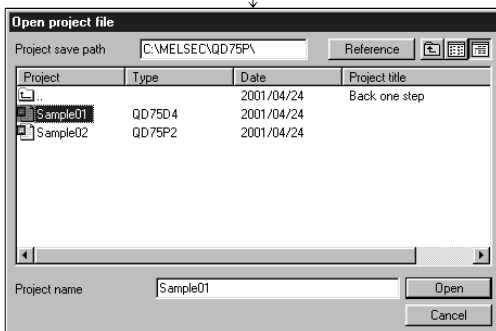 Open project file
Project save path C:\MELSEC\QD75P\ Reference
Project Type Date Project title
.. 2001/04/24 Back one step
Sample01 QD75D4 2001/04/24
Sample02 QD75P2 2001/04/24
Project name Sample01 Open
Cancel